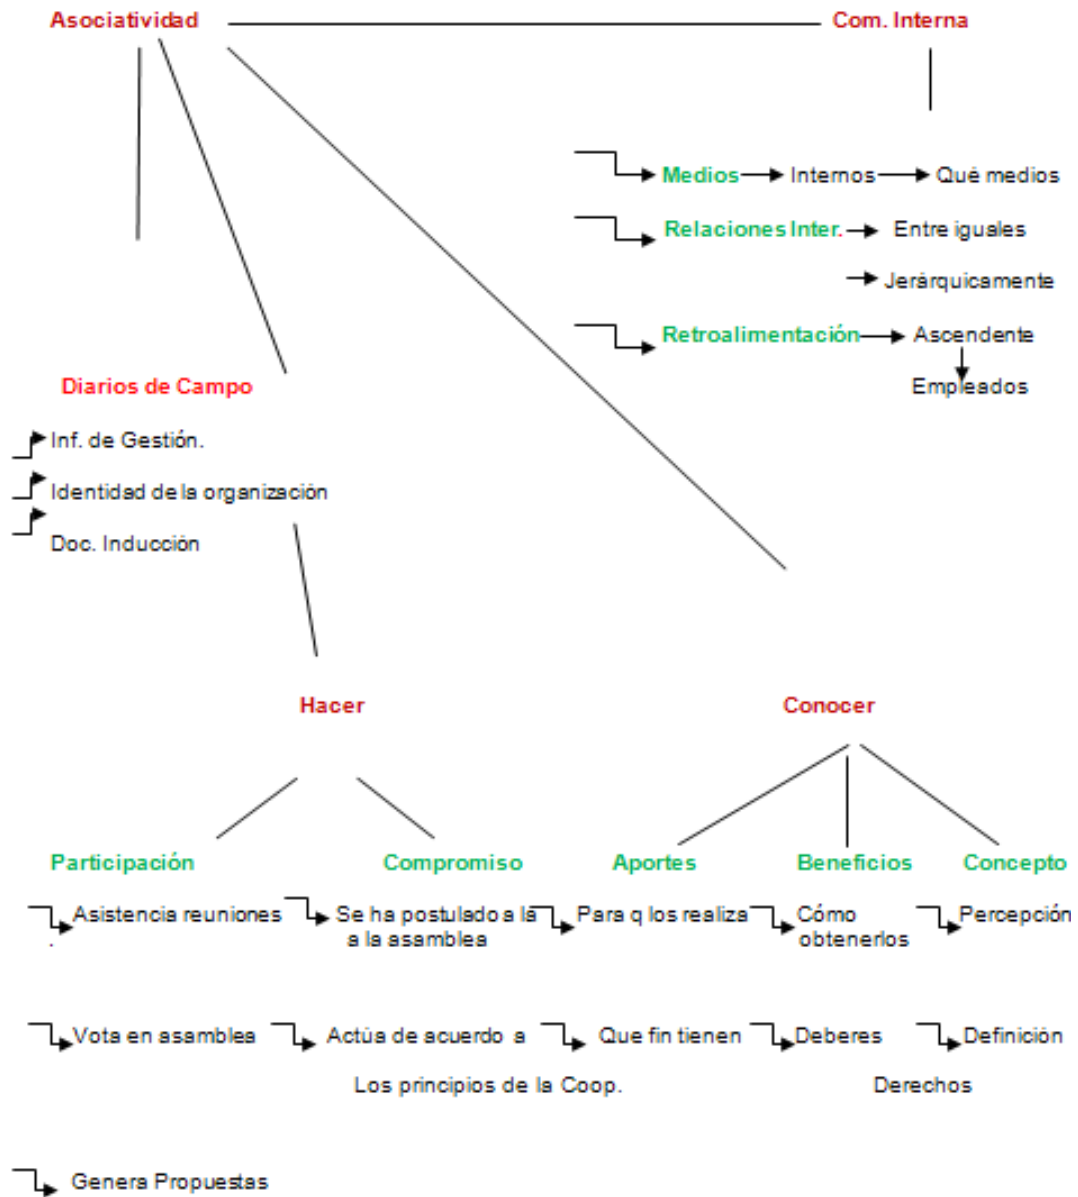 Asociatividad
Com. Interna
Medios Internos Qué medios
Relaciones Inter. Entre iguales
Jerárquicamente
Retroalimentación Ascendente
Empleados
Diarios de Campo
Inf. de Gestión.
Identidad de la organización
Doc. Inducción
Hacer
Conocer
Participación
Compromiso
Aportes
Beneficios
Concepto
Asistencia reuniones
.
Se ha postulado a la
a la asamblea
Para q los realiza
Cómo
obtenerlos
Percepción
Vota en asamblea
Actúa de acuerdo a
Los principios de la Coop.
Que fin tienen
Deberes
Derechos
Definición
Genera Propuestas